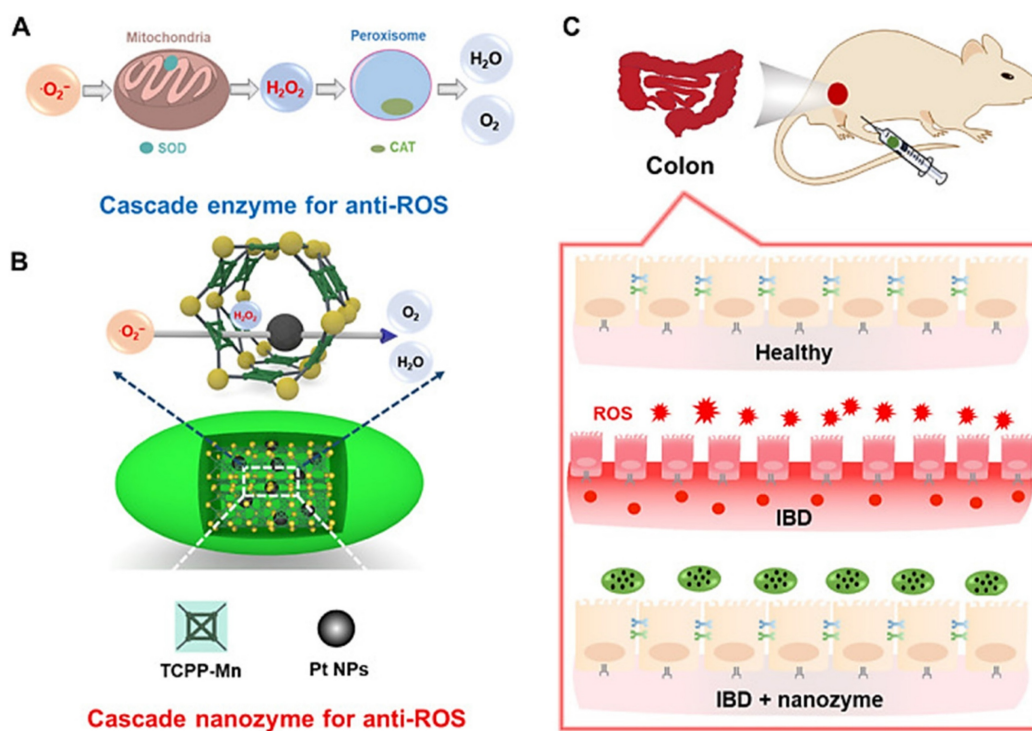 A
Mitochondria
Peroxisome
·O₂⁻
H₂O₂
H₂O
O₂
SOD
CAT
Cascade enzyme for anti-ROS
B
·O₂⁻
H₂O₂
O₂
H₂O
TCPP-Mn
Pt NPs
Cascade nanozyme for anti-ROS
C
Colon
Healthy
ROS
IBD
IBD + nanozyme